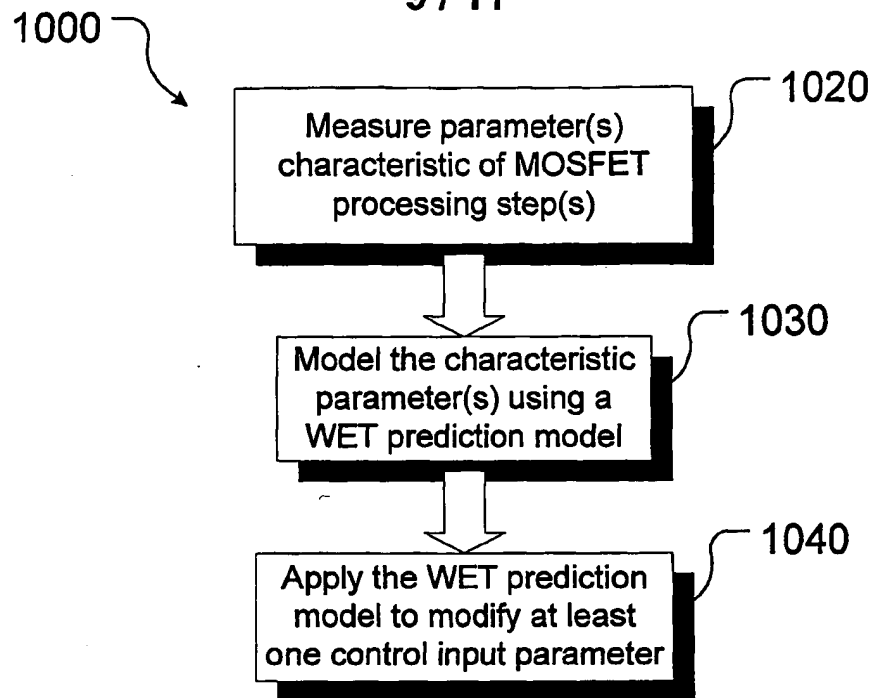 1000
1020
Measure parameter(s)
characteristic of MOSFET
processing step(s)
1030
Model the characteristic
parameter(s) using a
WET prediction model
1040
Apply the WET prediction
model to modify at least
one control input parameter